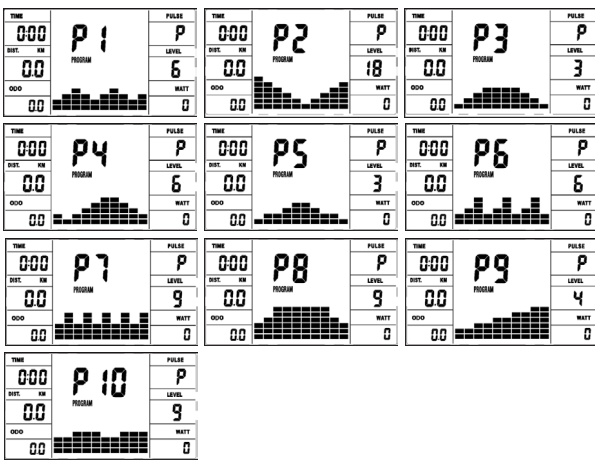 TIME PULSE
0:00 P1 P
DIST. KM PROGRAM LEVEL
0.0 6
ODO WATT
0.0 0
TIME PULSE
0:00 P2 P
DIST. KM PROGRAM LEVEL
0.0 18
ODO WATT
0.0 0
TIME PULSE
0:00 P3 P
DIST. KM PROGRAM LEVEL
0.0 3
ODO WATT
0.0 0
TIME PULSE
0:00 P4 P
DIST. KM PROGRAM LEVEL
0.0 6
ODO WATT
0.0 0
TIME PULSE
0:00 P5 P
DIST. KM PROGRAM LEVEL
0.0 3
ODO WATT
0.0 0
TIME PULSE
0:00 P6 P
DIST. KM PROGRAM LEVEL
0.0 6
ODO WATT
0.0 0
TIME PULSE
0:00 P7 P
DIST. KM PROGRAM LEVEL
0.0 9
ODO WATT
0.0 0
TIME PULSE
0:00 P8 P
DIST. KM PROGRAM LEVEL
0.0 9
ODO WATT
0.0 0
TIME PULSE
0:00 P9 P
DIST. KM PROGRAM LEVEL
0.0 4
ODO WATT
0.0 0
TIME PULSE
0:00 P10 P
DIST. KM PROGRAM LEVEL
0.0 9
ODO WATT
0.0 0